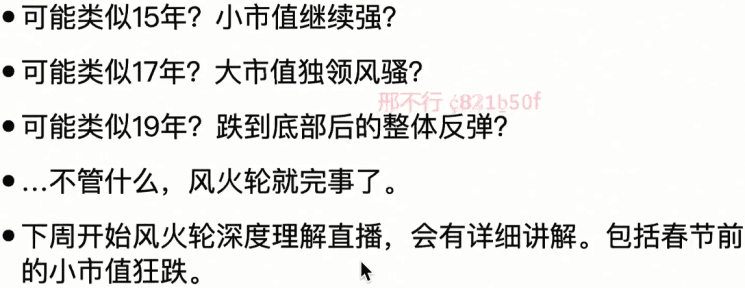 ●可能类似15年？小市值继续强？
●可能类似17年？大市值独领风骚？
邢不行
●可能类似19年？跌到底部后的整体反弹？
●…不管什么，风火轮就完事了。
●下周开始风火轮深度理解直播，会有详细讲解。包括春节前
的小市值狂跌。